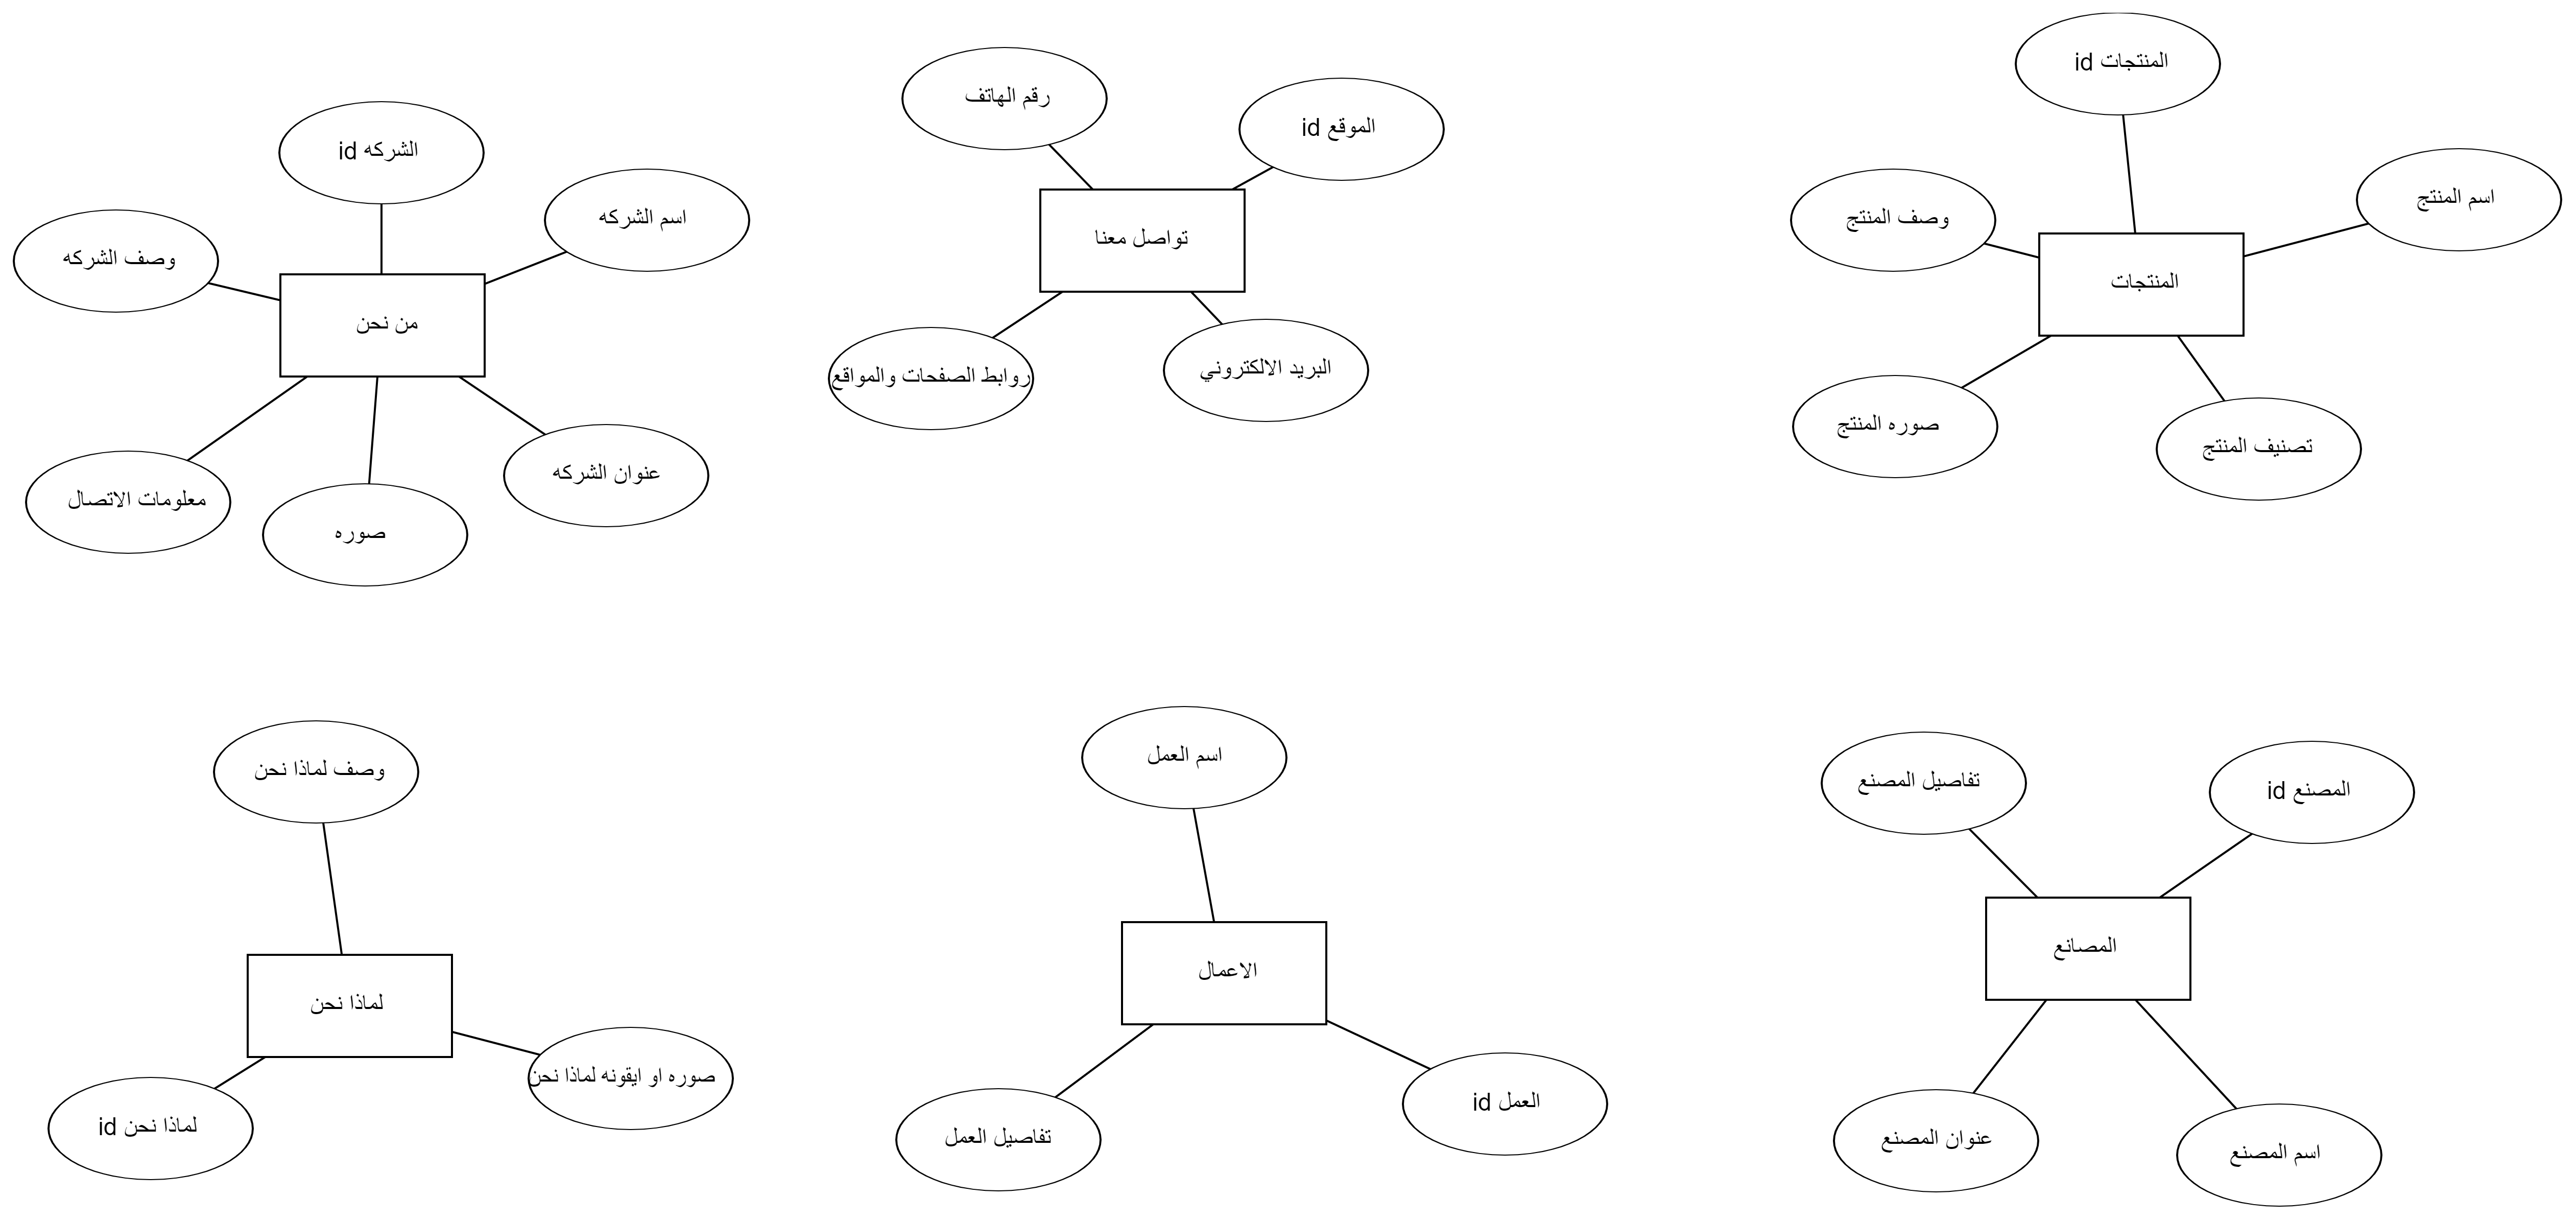 المنتجات id
اسم المنتج
وصف المنتج
المنتجات
صوره المنتج
تصنيف المنتج
رقم الهاتف
الموقع id
تواصل معنا
روابط الصفحات والمواقع
البريد الالكتروني
الشركه id
اسم الشركه
وصف الشركه
من نحن
معلومات الاتصال
صوره
عنوان الشركه
تفاصيل المصنع
المصنع id
المصانع
عنوان المصنع
اسم المصنع
اسم العمل
الاعمال
العمل id
تفاصيل العمل
وصف لماذا نحن
لماذا نحن
صوره او ايقونه لماذا نحن
لماذا نحن id